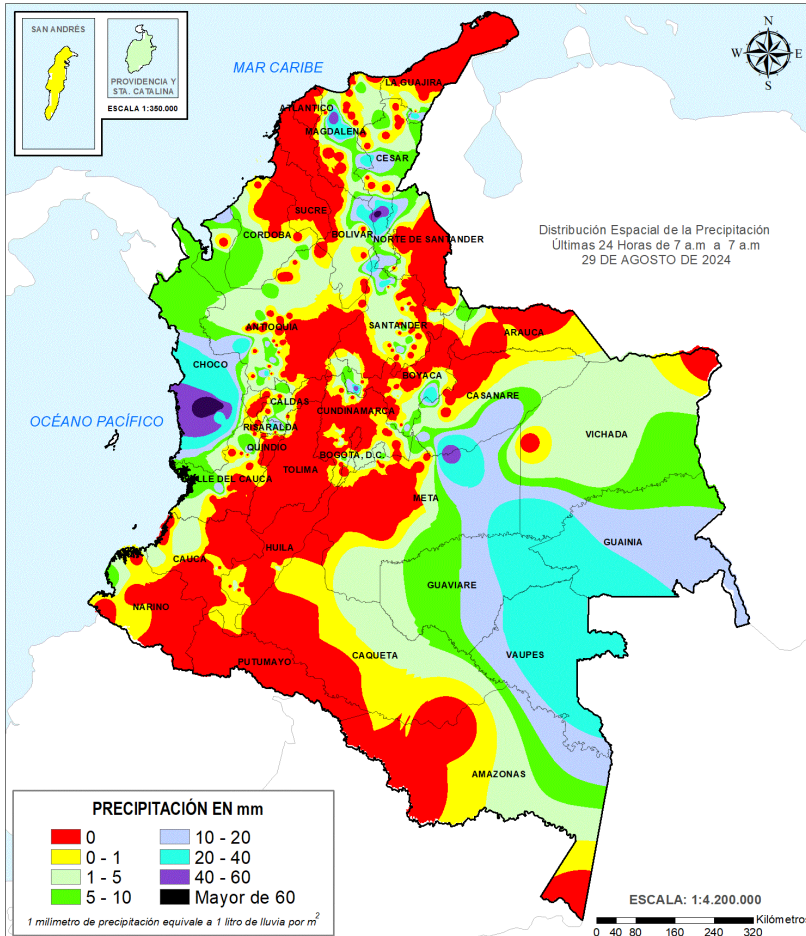 SAN ANDRÉS
PROVIDENCIA Y
STA. CATALINA
ESCALA 1:350.000
MAR CARIBE
N
W E
S
LA GUAJIRA
ATLANTICO
MAGDALENA
CESAR
SUCRE
CORDOBA
BOLIVAR
NORTE DE SANTANDER
Distribución Espacial de la Precipitación
Últimas 24 Horas de 7 a.m a 7 a.m
29 DE AGOSTO DE 2024
ANTIOQUIA
SANTANDER
ARAUCA
CHOCO
BOYACA
CASANARE
OCÉANO PACÍFICO
CALDAS
CUNDINAMARCA
RISARALDA
VICHADA
QUINDIO
BOGOTA, D.C.
TOLIMA
VALLE DEL CAUCA
META
GUAINIA
CAUCA
HUILA
GUAVIARE
NARIÑO
CAQUETA
VAUPES
PUTUMAYO
AMAZONAS
PRECIPITACIÓN EN mm
0
0 - 1
1 - 5
5 - 10
10 - 20
20 - 40
40 - 60
Mayor de 60
1 milímetro de precipitación equivale a 1 litro de lluvia por m²
ESCALA: 1:4.200.000
Kilómetros
0 40 80 160 240 320